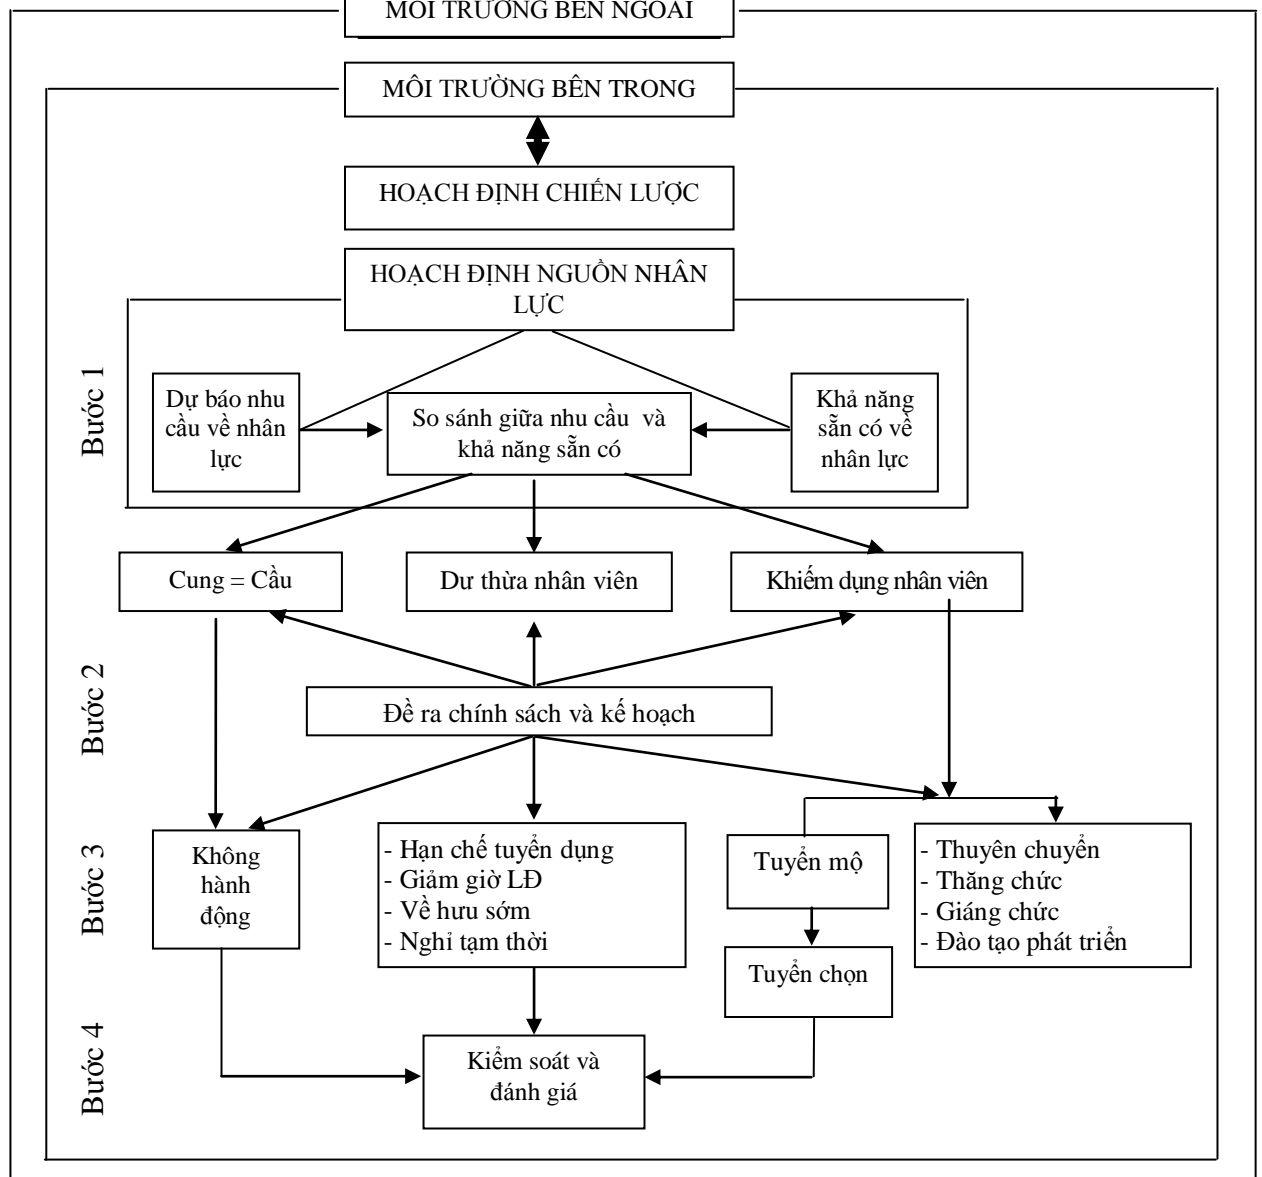 MÔI TRƯỜNG BÊN NGOÀI
MÔI TRƯỜNG BÊN TRONG
HOẠCH ĐỊNH CHIẾN LƯỢC
HOẠCH ĐỊNH NGUỒN NHÂN
LỰC
Bước 1
Dự báo nhu
cầu về nhân
lực
So sánh giữa nhu cầu và
khả năng sẵn có
Khả năng
sẵn có về
nhân lực
Cung = Cầu
Dư thừa nhân viên
Khiếm dụng nhân viên
Bước 2
Đề ra chính sách và kế hoạch
Bước 3
Không
hành
động
- Hạn chế tuyển dụng
- Giảm giờ LĐ
- Về hưu sớm
- Nghỉ tạm thời
Tuyển mộ
- Thuyên chuyển
- Thăng chức
- Giáng chức
- Đào tạo phát triển
Tuyển chọn
Bước 4
Kiểm soát và
đánh giá